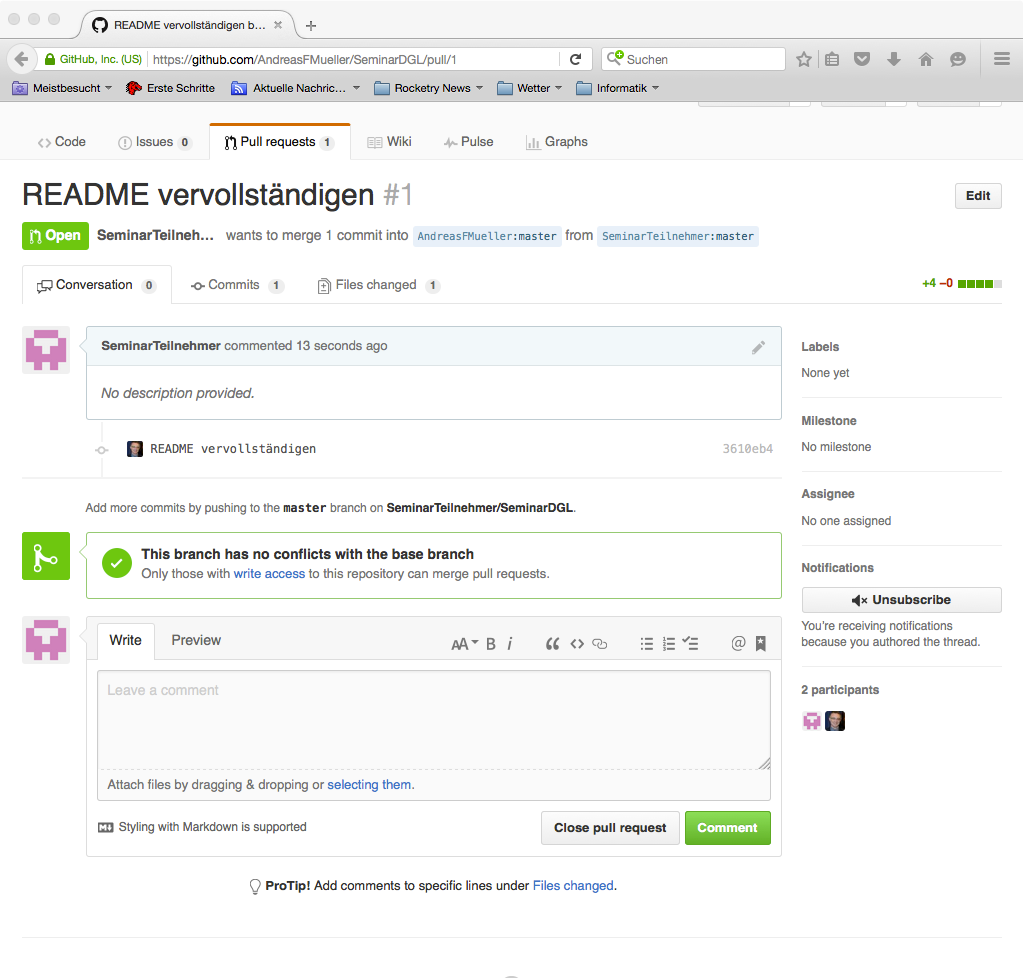 README vervollständigen b...
GitHub, Inc. (US) https://github.com/AndreasFMueller/SeminarDGL/pull/1 Suchen
Meistbesucht Erste Schritte Aktuelle Nachric... Rocketry News Wetter Informatik
Code Issues 0 Pull requests 1 Wiki Pulse Graphs
README vervollständigen #1 Edit
Open SeminarTeilneh... wants to merge 1 commit into AndreasFMueller:master from SeminarTeilnehmer:master
Conversation 0 Commits 1 Files changed 1 +4 −0
SeminarTeilnehmer commented 13 seconds ago
No description provided.
README vervollständigen 3610eb4
Add more commits by pushing to the master branch on SeminarTeilnehmer/SeminarDGL.
This branch has no conflicts with the base branch
Only those with write access to this repository can merge pull requests.
Write Preview AA B i “ <> @
Leave a comment
Attach files by dragging & dropping or selecting them.
M Styling with Markdown is supported
Close pull request Comment
ProTip! Add comments to specific lines under Files changed.
Labels
None yet
Milestone
No milestone
Assignee
No one assigned
Notifications
Unsubscribe
You're receiving notifications
because you authored the thread.
2 participants